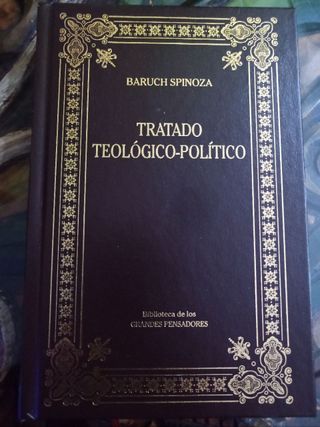 BARUCH SPINOZA
TRATADO
TEOLÓGICO-POLÍTICO
Biblioteca de los
GRANDES PENSADORES